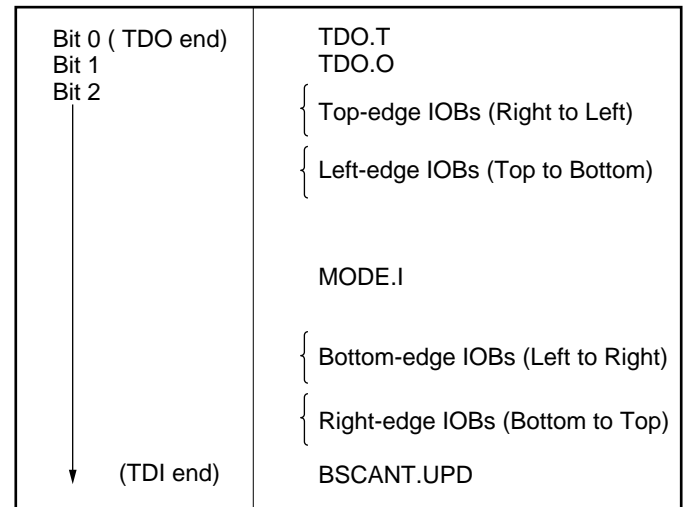 Bit 0 ( TDO end) TDO.T
Bit 1 TDO.O
Bit 2
Top-edge IOBs (Right to Left)
Left-edge IOBs (Top to Bottom)
MODE.I
Bottom-edge IOBs (Left to Right)
Right-edge IOBs (Bottom to Top)
(TDI end) BSCANT.UPD